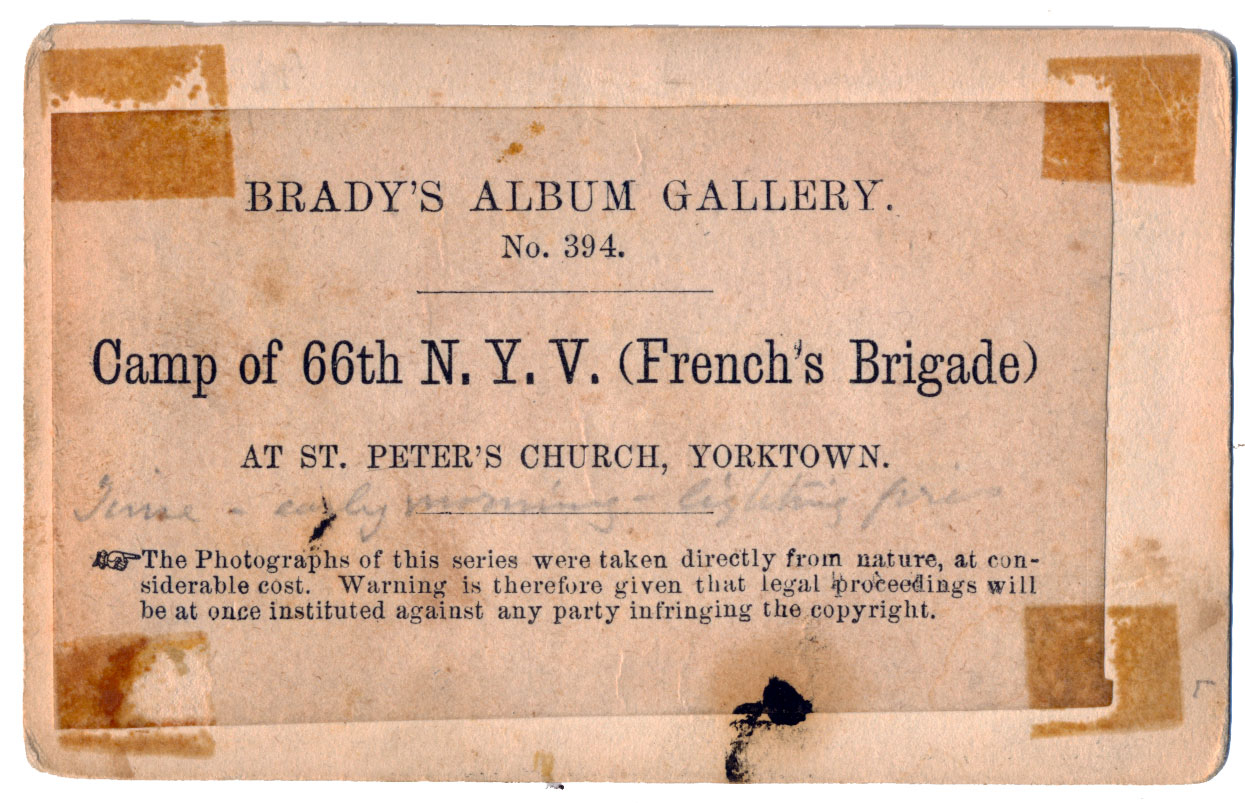 BRADY'S ALBUM GALLERY.
No. 394.
Camp of 66th N. Y. V. (French's Brigade)
AT ST. PETER'S CHURCH, YORKTOWN.
Time - early morning - lighting fires
☞The Photographs of this series were taken directly from nature, at con-
siderable cost. Warning is therefore given that legal proceedings will
be at once instituted against any party infringing the copyright.